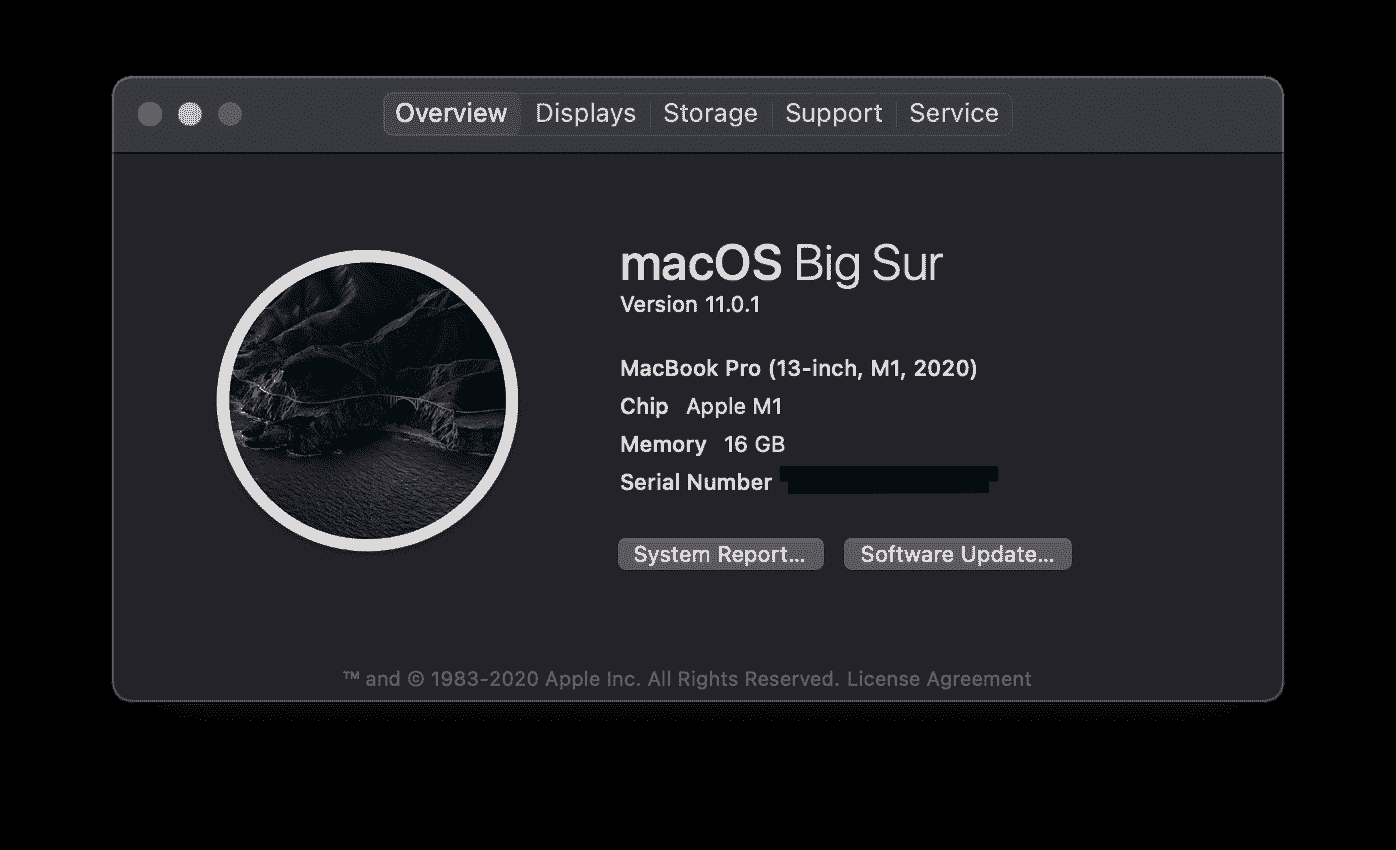 Overview Displays Storage Support Service
macOS Big Sur
Version 11.0.1
MacBook Pro (13-inch, M1, 2020)
Chip Apple M1
Memory 16 GB
Serial Number
System Report... Software Update...
™ and © 1983-2020 Apple Inc. All Rights Reserved. License Agreement